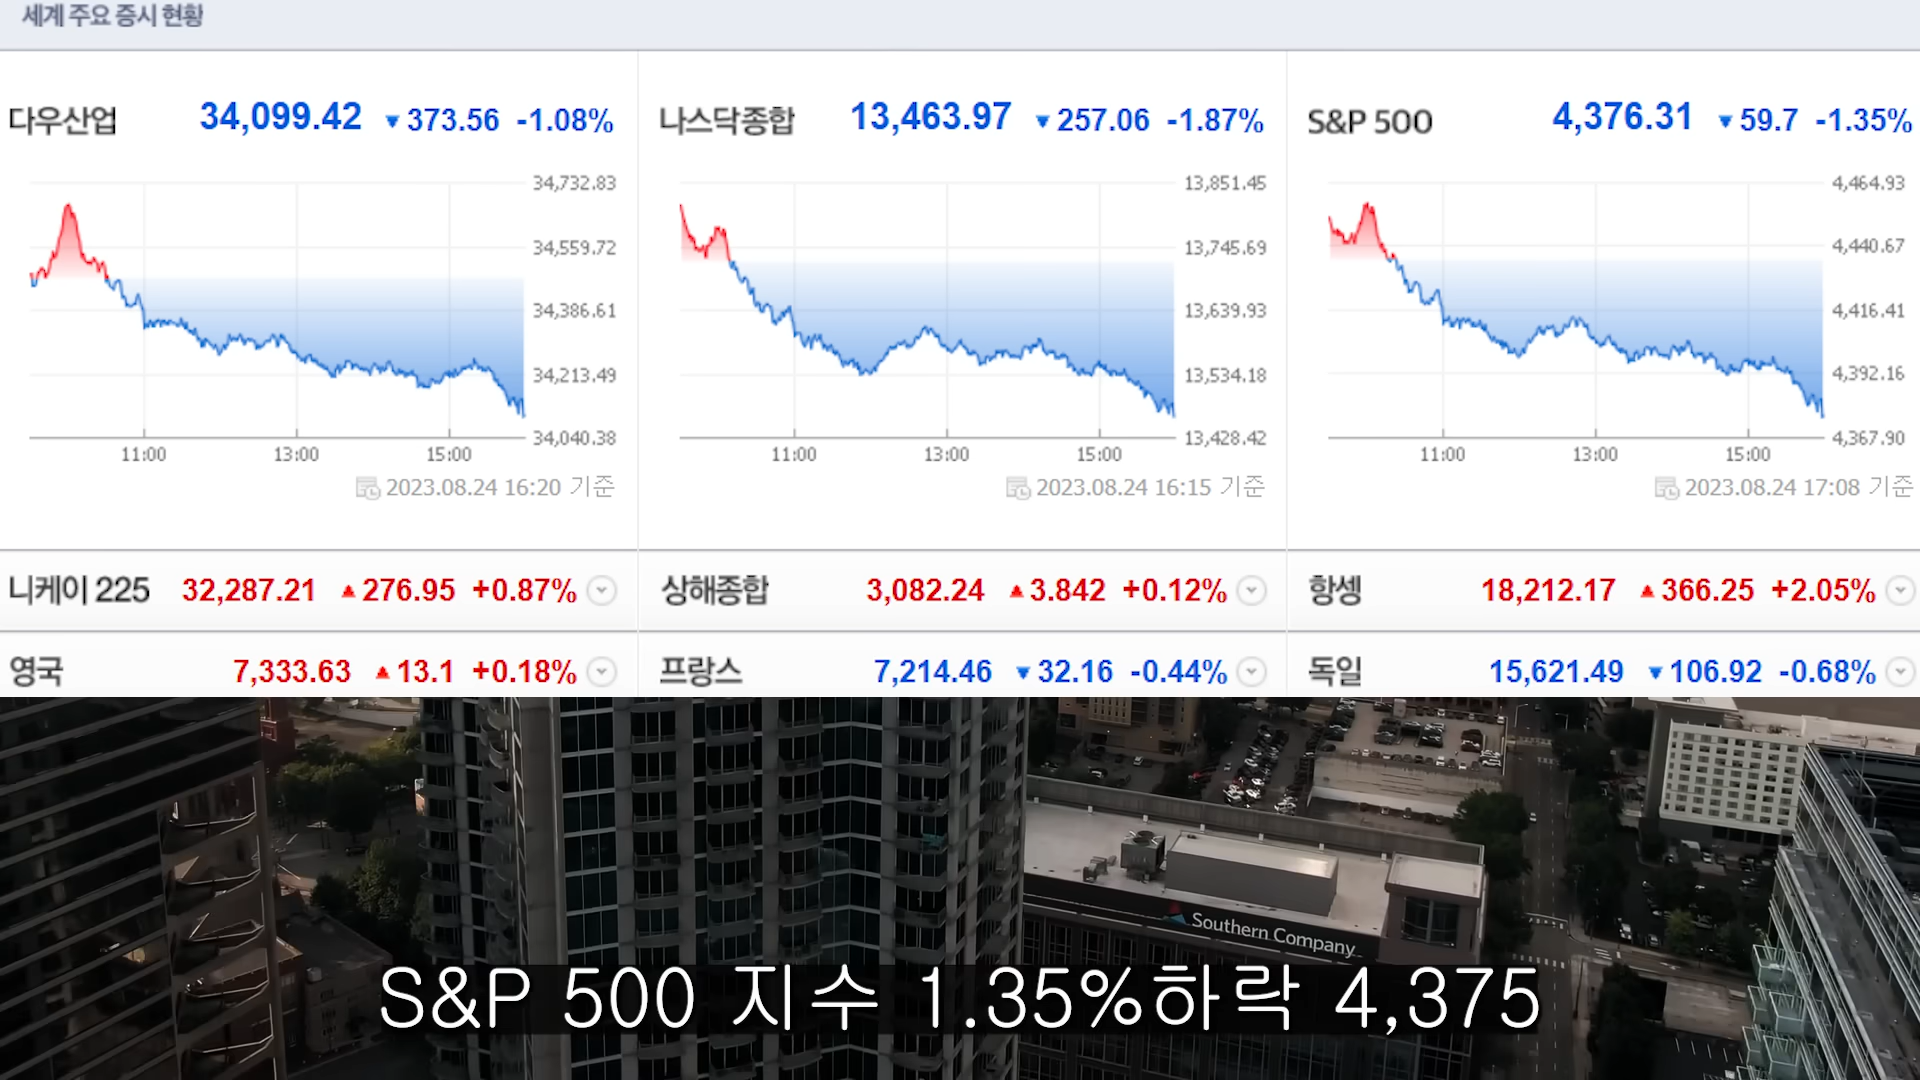 세계 주요 증시 현황
다우산업 34,099.42 ▼373.56 -1.08%
34,732.83
34,559.72
34,386.61
34,213.49
34,040.38
11:00 13:00 15:00
2023.08.24 16:20 기준
나스닥종합 13,463.97 ▼257.06 -1.87%
13,851.45
13,745.69
13,639.93
13,534.18
13,428.42
11:00 13:00 15:00
2023.08.24 16:15 기준
S&P 500 4,376.31 ▼59.7 -1.35%
4,464.93
4,440.67
4,416.41
4,392.16
4,367.90
11:00 13:00 15:00
2023.08.24 17:08 기준
니케이 225 32,287.21 ▲276.95 +0.87%
상해종합 3,082.24 ▲3.842 +0.12%
항셍 18,212.17 ▲366.25 +2.05%
영국 7,333.63 ▲13.1 +0.18%
프랑스 7,214.46 ▼32.16 -0.44%
독일 15,621.49 ▼106.92 -0.68%
Southern Company
S&P 500 지수 1.35%하락 4,375